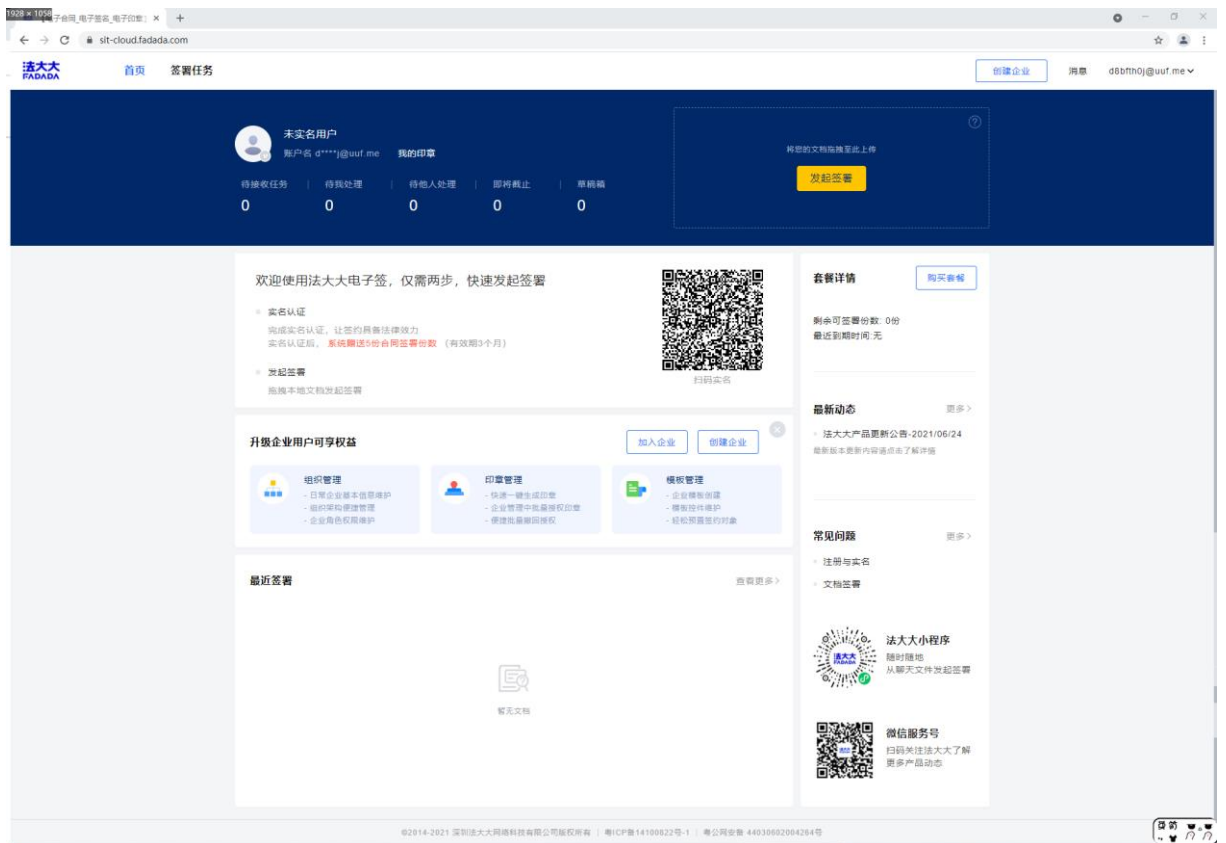 1928 × 1058
子合同_电子签名_电子印章;
sit-cloud.fadada.com
法大大
FADADA
首页
签署任务
创建企业
消息
d8bfth0j@uuf.me
未实名用户
账户名 d****j@uuf.me 我的印章
待接收任务 待我处理 待他人处理 即将截止 草稿箱
0 0 0 0 0
将您的文档拖拽至此上传
发起签署
欢迎使用法大大电子签，仅需两步，快速发起签署
实名认证
完成实名认证，让签约具备法律效力
实名认证后，系统赠送5份合同签署份数 （有效期3个月）
发起签署
拖拽本地文档发起签署
扫码实名
套餐详情
购买套餐
剩余可签署份数: 0份
最近到期时间:无
最新动态
更多>
法大大产品更新公告-2021/06/24
最新版本更新内容请点击了解详细
升级企业用户可享权益
加入企业
创建企业
组织管理
- 日常企业基本信息维护
- 组织架构便捷管理
- 企业角色权限维护
印章管理
- 快速一键生成印章
- 企业管理中批量授权印章
- 便捷批量撤回授权
模板管理
- 企业模板创建
- 模板控件维护
- 轻松预置签约对象
常见问题
更多>
注册与实名
文档签署
最近签署
查看更多>
暂无文档
法大大
FADADA
法大大小程序
随时随地
从聊天文件发起签署
微信服务号
扫码关注法大大了解
更多产品动态
©2014-2021 深圳法大大网络科技有限公司版权所有 | 粤ICP备14100822号-1 | 粤公网安备 44030602004264号